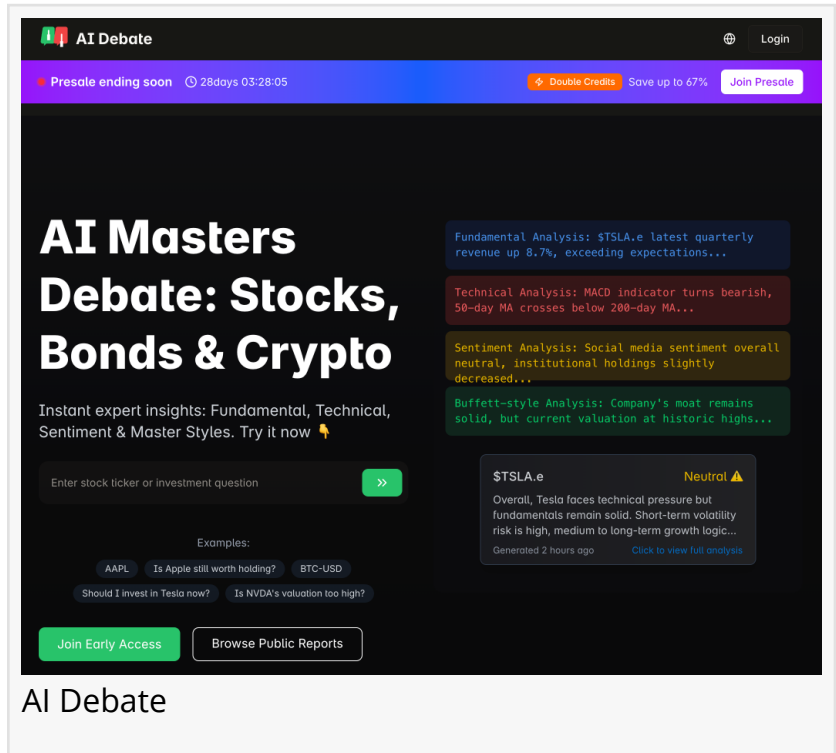 AI Debate
Login
Presale ending soon
28days 03:28:05
Double Credits
Save up to 67%
Join Presale
AI Masters
Debate: Stocks,
Bonds & Crypto
Instant expert insights: Fundamental, Technical,
Sentiment & Master Styles. Try it now 👇
Enter stock ticker or investment question
Examples:
AAPL
Is Apple still worth holding?
BTC-USD
Should I invest in Tesla now?
Is NVDA's valuation too high?
Join Early Access
Browse Public Reports
Fundamental Analysis: $TSLA.e latest quarterly
revenue up 8.7%, exceeding expectations...
Technical Analysis: MACD indicator turns bearish,
50-day MA crosses below 200-day MA...
Sentiment Analysis: Social media sentiment overall
neutral, institutional holdings slightly
decreased...
Buffett-style Analysis: Company's moat remains
solid, but current valuation at historic highs...
$TSLA.e
Neutral
Overall, Tesla faces technical pressure but
fundamentals remain solid. Short-term volatility
risk is high, medium to long-term growth logic...
Generated 2 hours ago
Click to view full analysis
AI Debate